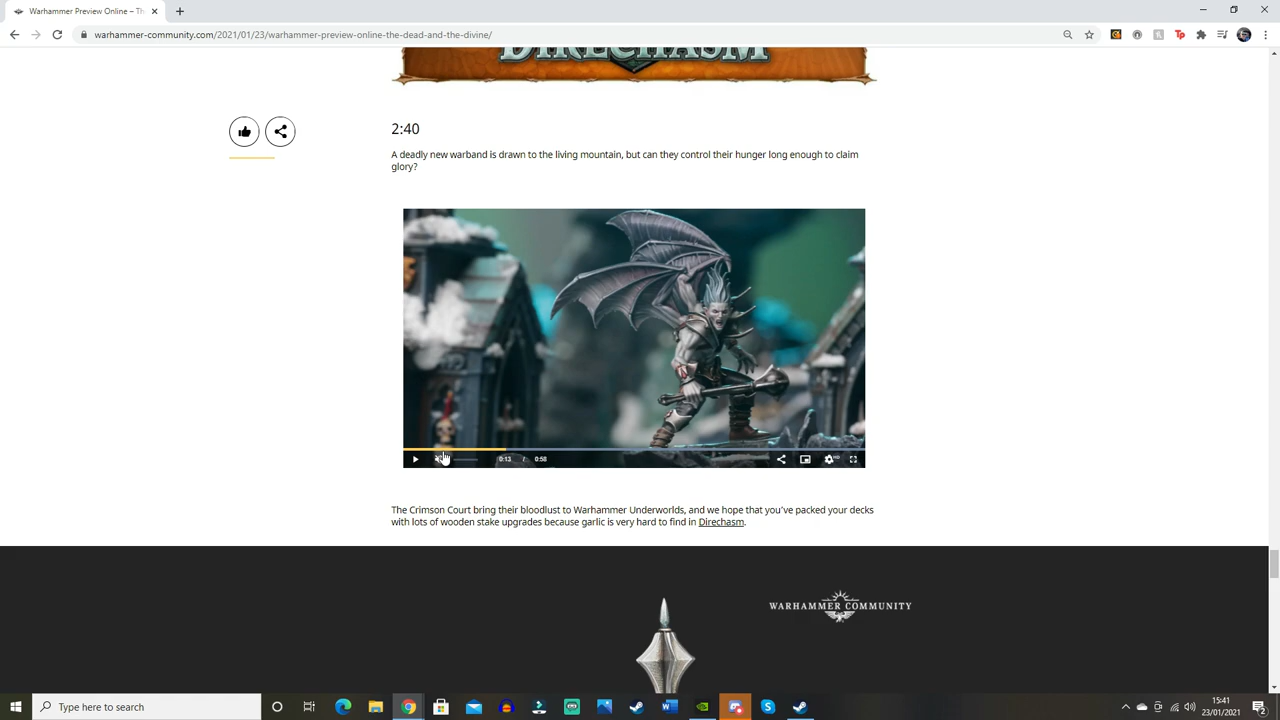 Warhammer Preview Online – Th
warhammer-community.com/2021/01/23/warhammer-preview-online-the-dead-and-the-divine/
DIRECHASM
2:40
A deadly new warband is drawn to the living mountain, but can they control their hunger long enough to claim
glory?
0:13 / 0:58
HD
The Crimson Court bring their bloodlust to Warhammer Underworlds, and we hope that you've packed your decks
with lots of wooden stake upgrades because garlic is very hard to find in Direchasm.
WARHAMMER COMMUNITY
Type here to search
15:41
23/01/2021
2